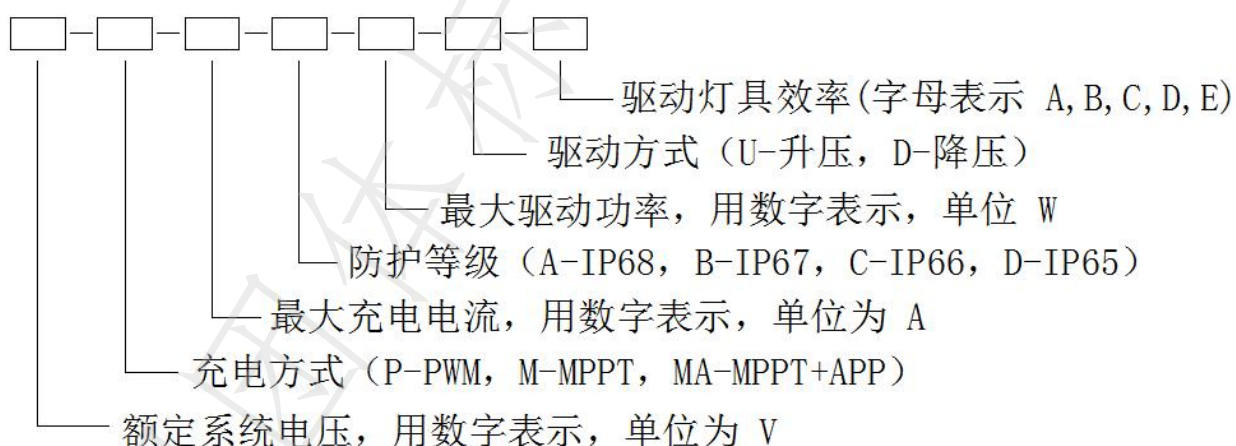 驱动灯具效率(字母表示 A,B,C,D,E)
驱动方式（U-升压，D-降压）
最大驱动功率，用数字表示，单位 W
防护等级（A-IP68，B-IP67，C-IP66，D-IP65）
最大充电电流，用数字表示，单位为 A
充电方式（P-PWM，M-MPPT，MA-MPPT+APP）
额定系统电压，用数字表示，单位为 V
团体标